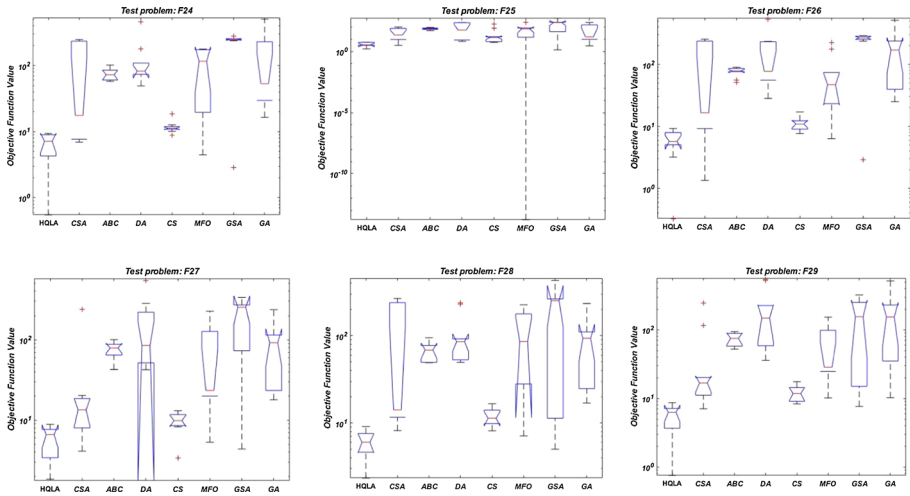 Test problem: F24
Test problem: F25
Test problem: F26
Objective Function Value
10^2
10^1
10^0
HQLA CSA ABC DA CS MFO GSA GA
Objective Function Value
10^0
10^-5
10^-10
HQLA CSA ABC DA CS MFO GSA GA
Objective Function Value
10^2
10^1
10^0
HQLA CSA ABC DA CS MFO GSA GA
Test problem: F27
Test problem: F28
Test problem: F29
Objective Function Value
10^2
10^1
HQLA CSA ABC DA CS MFO GSA GA
Objective Function Value
10^2
10^1
HQLA CSA ABC DA CS MFO GSA GA
Objective Function Value
10^2
10^1
10^0
HQLA CSA ABC DA CS MFO GSA GA